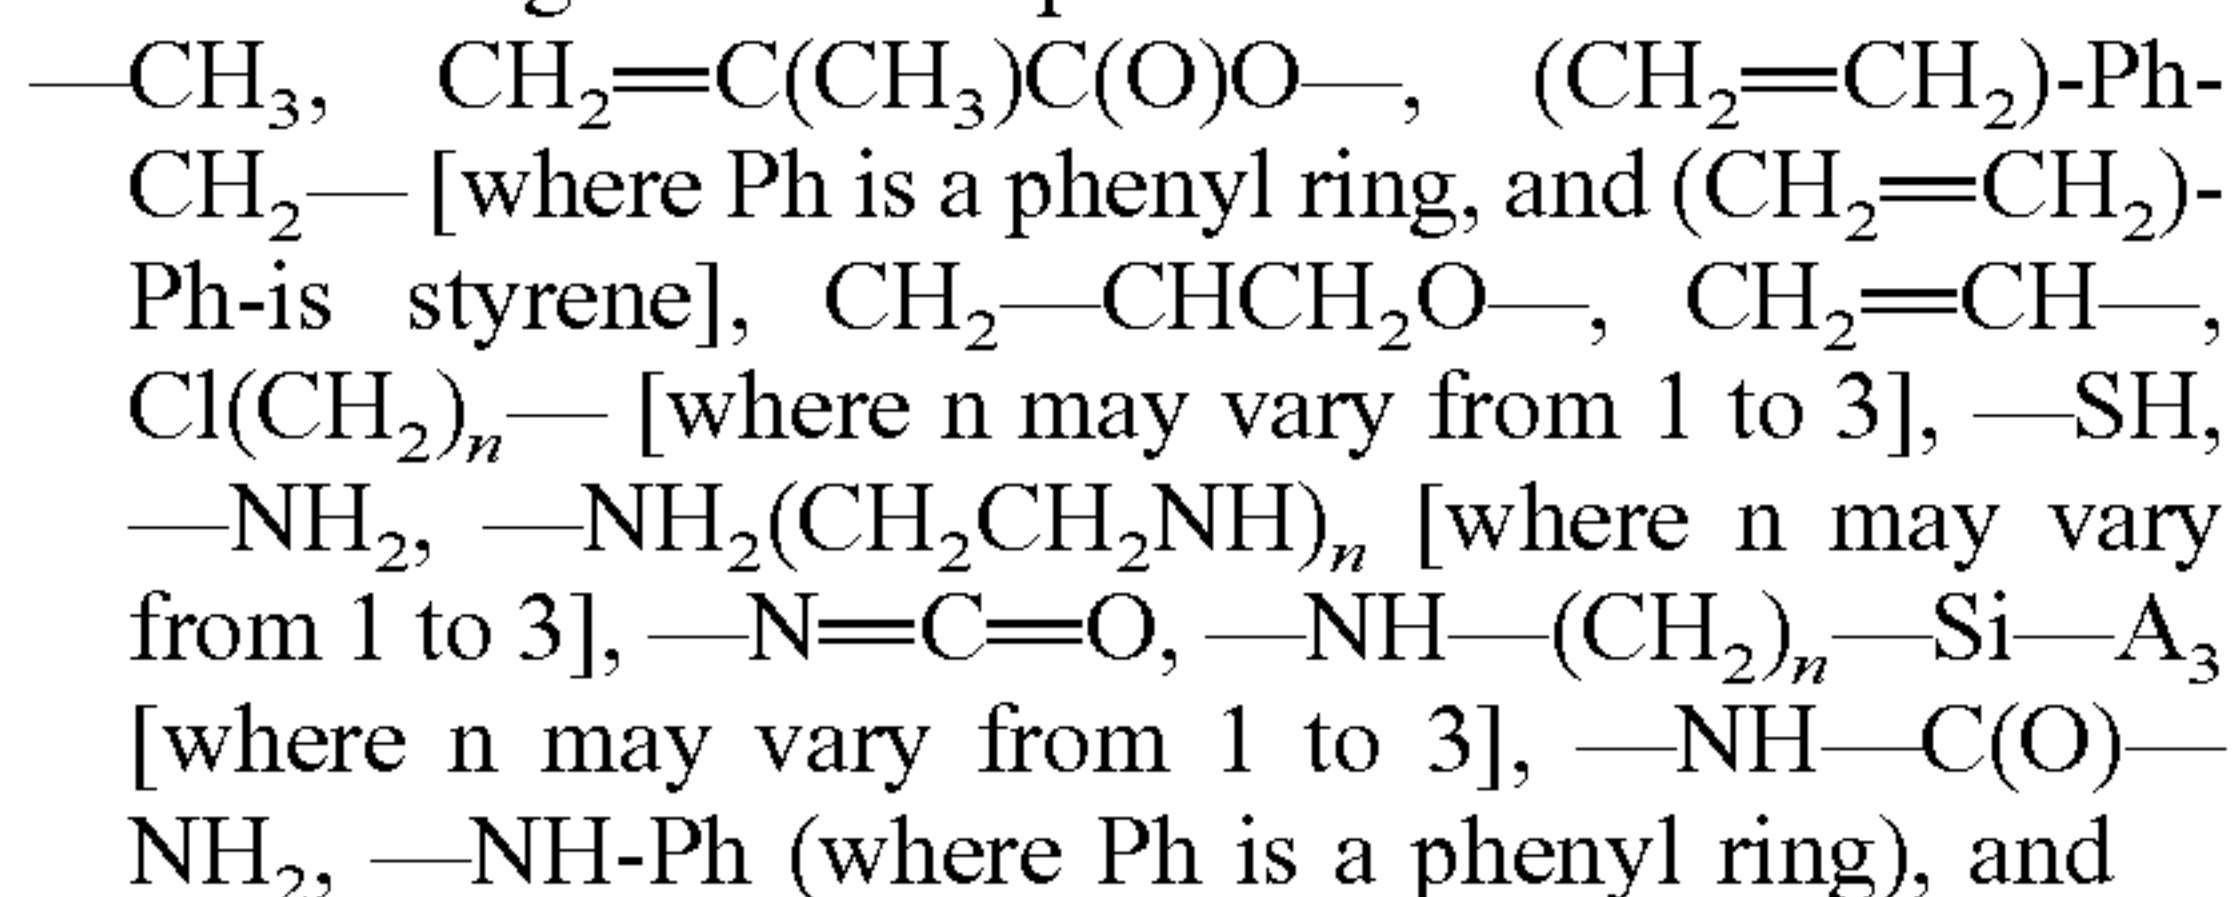 —CH₃, CH₂═C(CH₃)C(O)O—, (CH₂═CH₂)-Ph-
CH₂— [where Ph is a phenyl ring, and (CH₂═CH₂)-
Ph-is styrene], CH₂—CHCH₂O—, CH₂═CH—,
Cl(CH₂)ₙ— [where n may vary from 1 to 3], —SH,
—NH₂, —NH₂(CH₂CH₂NH)ₙ [where n may vary
from 1 to 3], —N═C═O, —NH—(CH₂)ₙ—Si—A₃
[where n may vary from 1 to 3], —NH—C(O)—
NH₂, —NH-Ph (where Ph is a phenyl ring), and